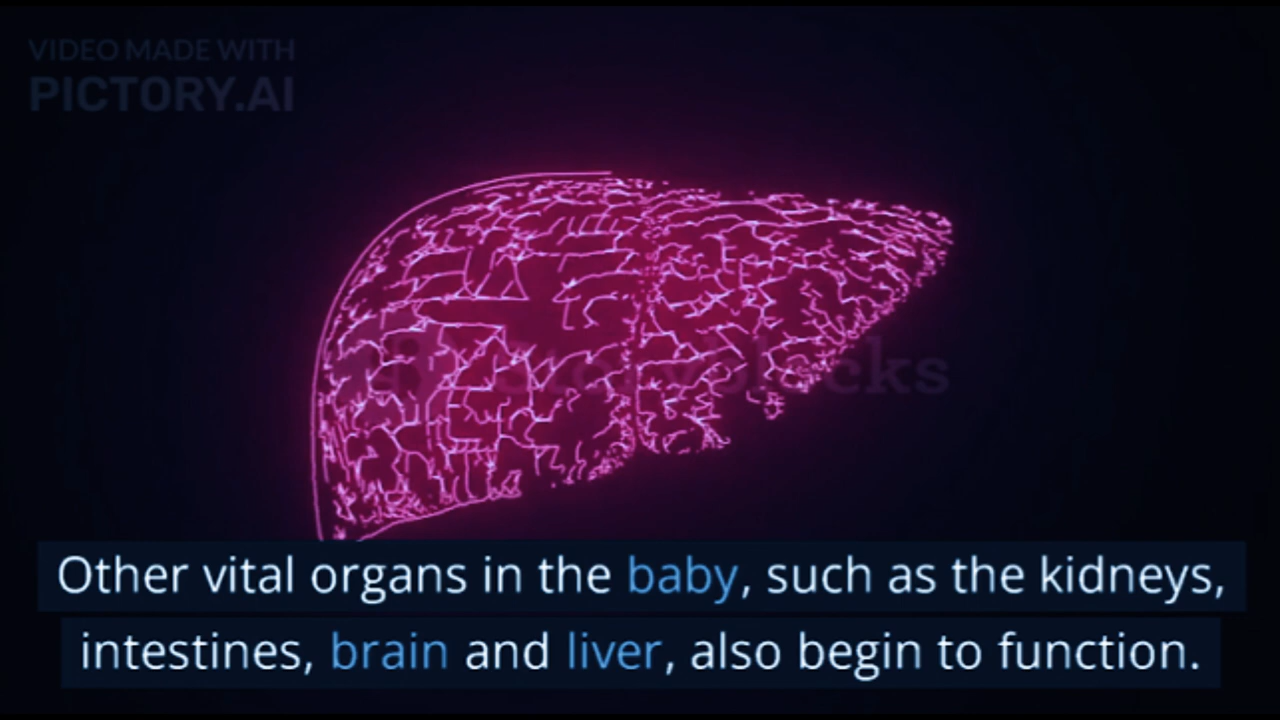 VIDEO MADE WITH
PICTORY.AI
Storyblocks
Other vital organs in the baby, such as the kidneys,
intestines, brain and liver, also begin to function.